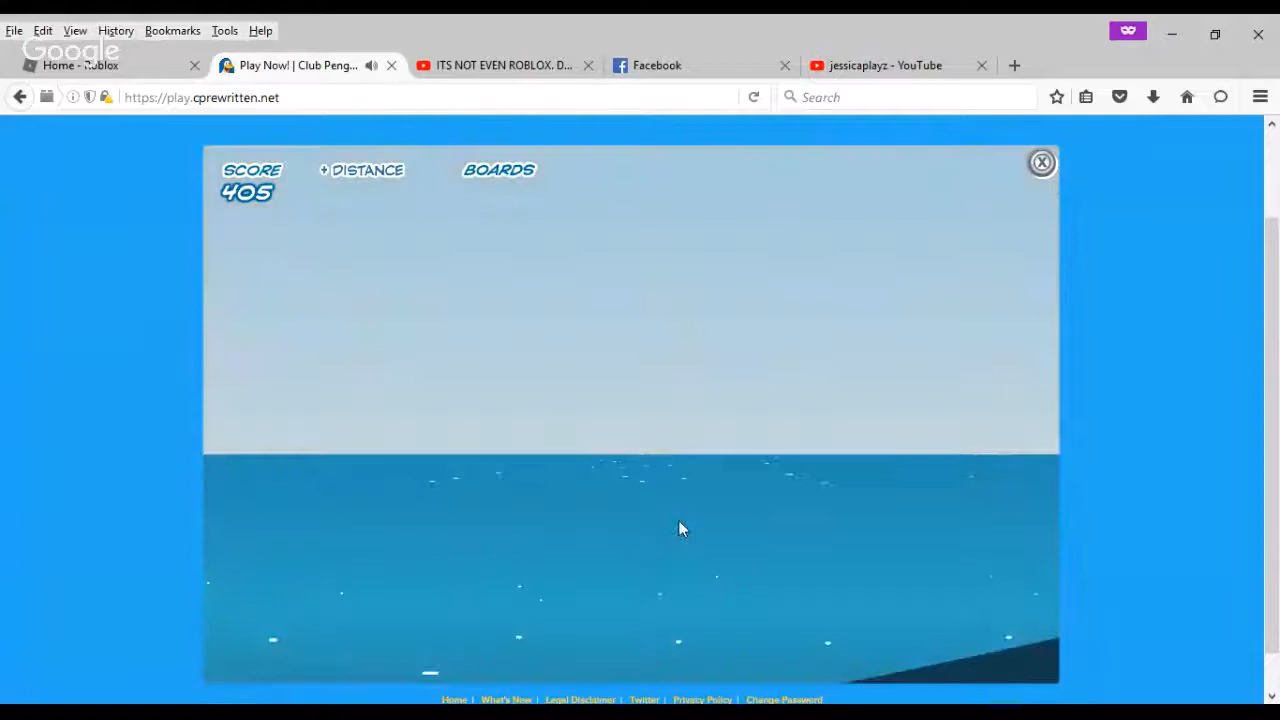 File Edit View History Bookmarks Tools Help
Google
Home - Roblox
Play Now! | Club Peng...
ITS NOT EVEN ROBLOX. D...
Facebook
jessicaplayz - YouTube
https://play.cprewritten.net
Search
SCORE + DISTANCE BOARDS
405
Home | What's New | Legal Disclaimer | Twitter | Privacy Policy | Change Password